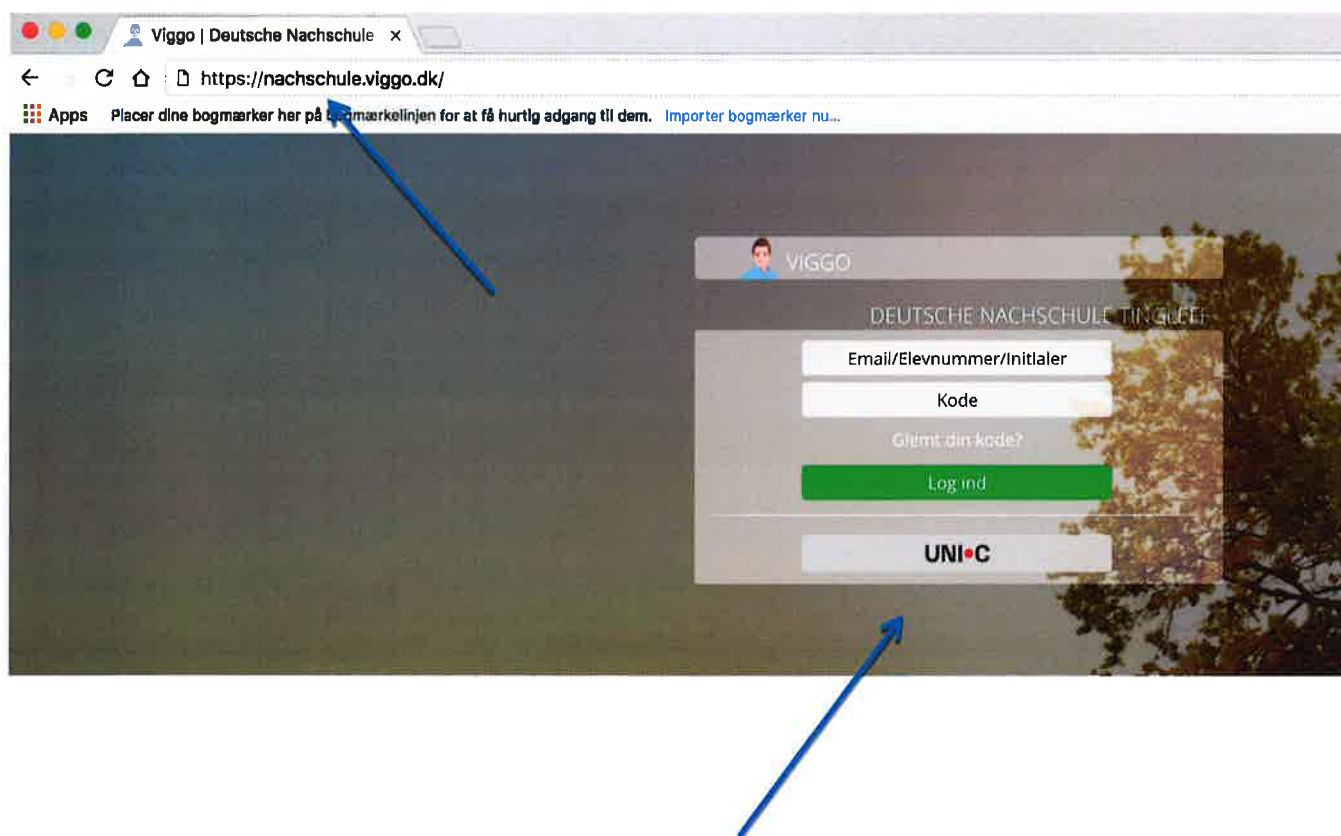 Viggo | Deutsche Nachschule ×
https://nachschule.viggo.dk/
Apps Placer dine bogmærker her på bogmærkelinjen for at få hurtig adgang til dem. Importer bogmærker nu...
VIGGO
DEUTSCHE NACHSCHULE TINGLEFF
Email/Elevnummer/Initialer
Kode
Glemt din kode?
Log ind
UNI•C